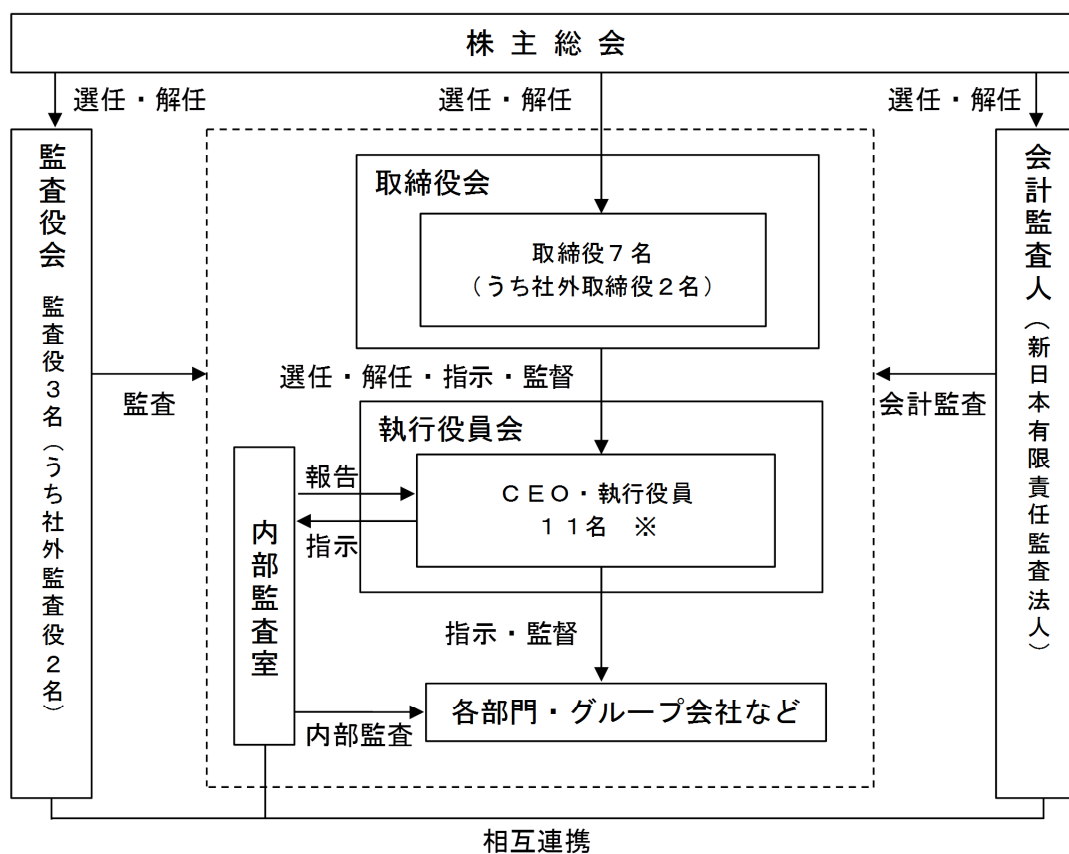 株主総会
選任・解任
選任・解任
選任・解任
監査役会 監査役3名(うち社外監査役2名)
取締役会
取締役7名
(うち社外取締役2名)
会計監査人(新日本有限責任監査法人)
監査
選任・解任・指示・監督
会計監査
執行役員会
CEO・執行役員
11名 ※
報告
指示
内部監査室
指示・監督
各部門・グループ会社など
内部監査
相互連携